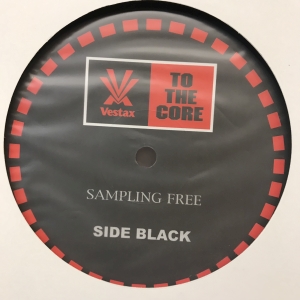 Vestax
TO
THE
CORE
SAMPLING FREE
SIDE BLACK